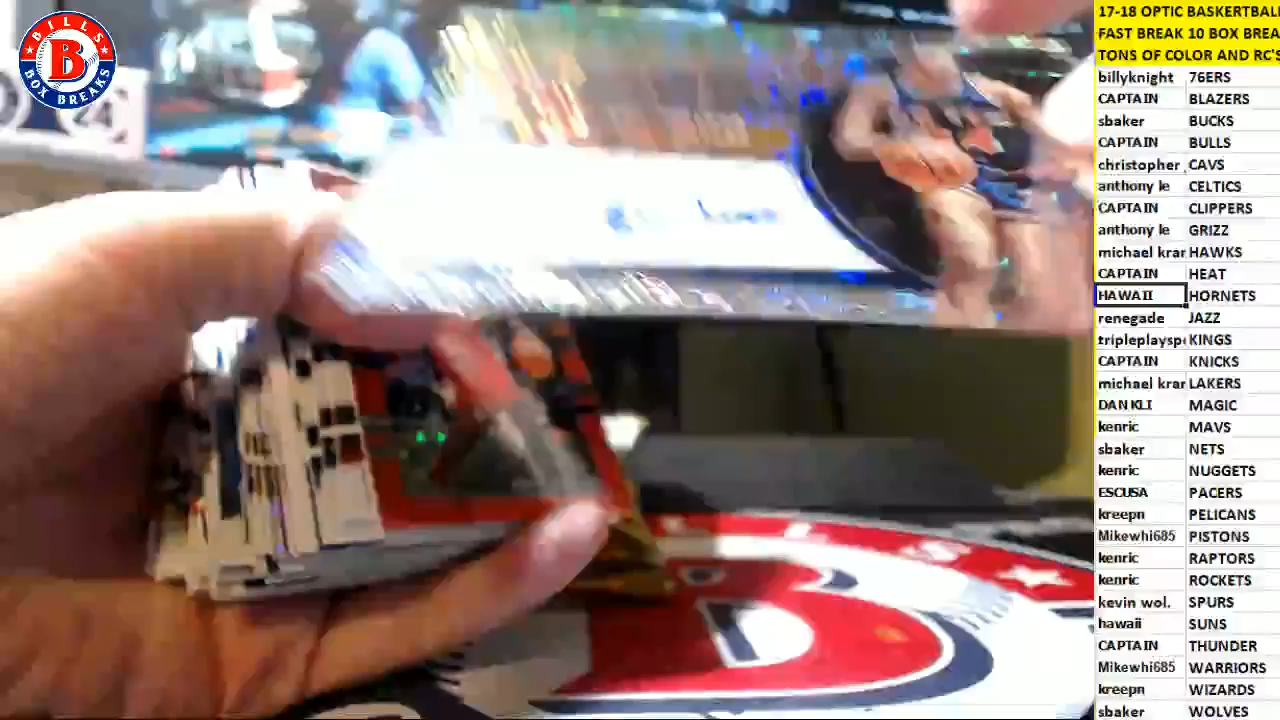 BILLS
B
BOX BREAKS
17-18 OPTIC BASKERTBALL
FAST BREAK 10 BOX BREA
TONS OF COLOR AND RC'S
billyknight 76ERS
CAPTAIN BLAZERS
sbaker BUCKS
CAPTAIN BULLS
christopher CAVS
anthony le CELTICS
CAPTAIN CLIPPERS
anthony le GRIZZ
michael kran HAWKS
CAPTAIN HEAT
HAWAII HORNETS
renegade JAZZ
tripleplayspo KINGS
CAPTAIN KNICKS
michael kran LAKERS
DAN KLI MAGIC
kenric MAVS
sbaker NETS
kenric NUGGETS
ESCUSA PACERS
kreepn PELICANS
Mikewhi685 PISTONS
kenric RAPTORS
kenric ROCKETS
kevin wol. SPURS
hawaii SUNS
CAPTAIN THUNDER
Mikewhi685 WARRIORS
kreepn WIZARDS
sbaker WOLVES